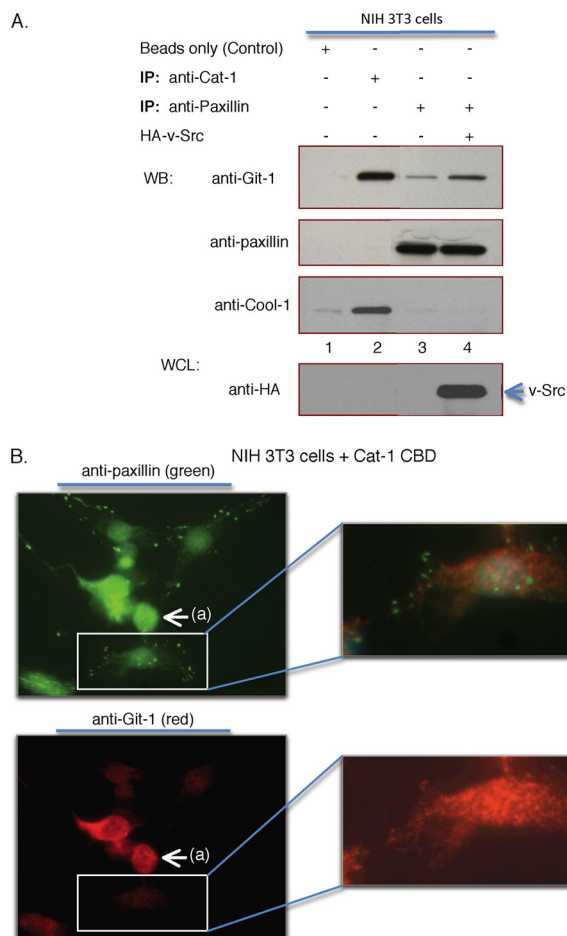 A.
NIH 3T3 cells
Beads only (Control) + - - -
IP: anti-Cat-1 - + - -
IP: anti-Paxillin - - + +
HA-v-Src - - - +
WB: anti-Git-1
anti-paxillin
anti-Cool-1
1 2 3 4
WCL:
anti-HA
v-Src
B.
NIH 3T3 cells + Cat-1 CBD
anti-paxillin (green)
(a)
anti-Git-1 (red)
(a)